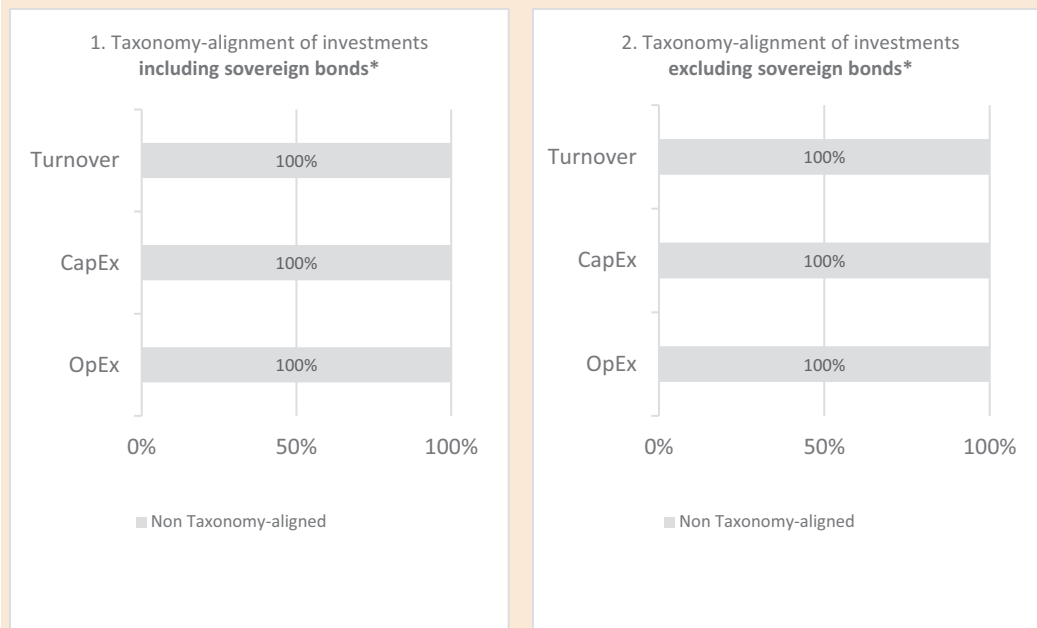 1. Taxonomy-alignment of investments
including sovereign bonds*
Turnover
100%
CapEx
100%
OpEx
100%
0% 50% 100%
Non Taxonomy-aligned
2. Taxonomy-alignment of investments
excluding sovereign bonds*
Turnover
100%
CapEx
100%
OpEx
100%
0% 50% 100%
Non Taxonomy-aligned